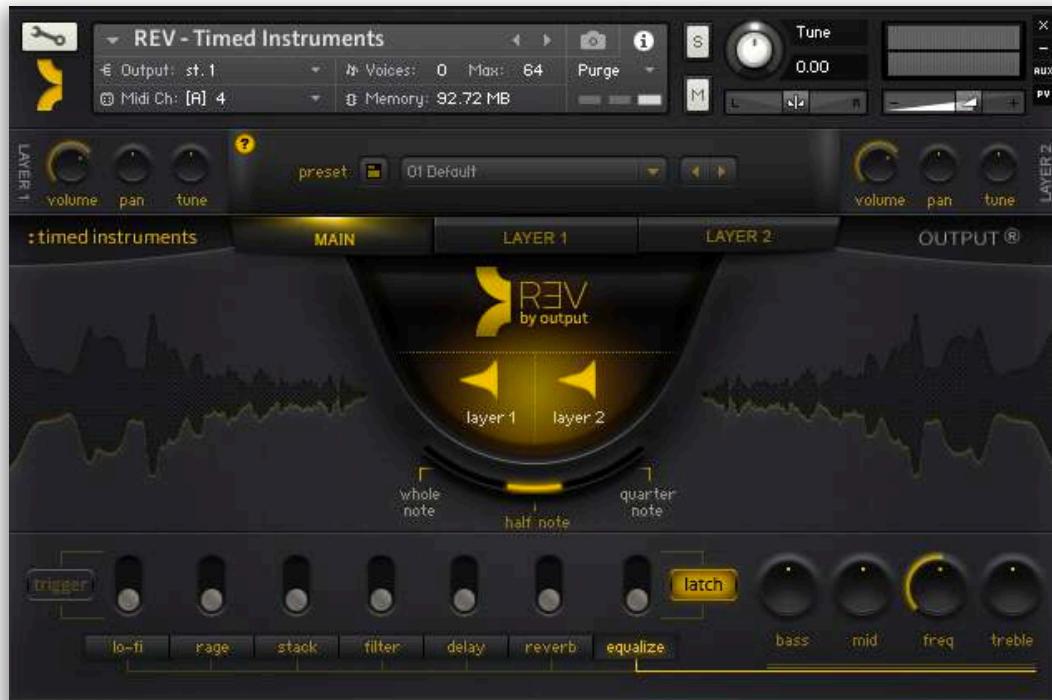 REV - Timed Instruments
S
Tune
0.00
Output: st. 1
Voices: 0 Max: 64
Purge
Midi Ch: [A] 4
Memory: 92.72 MB
M
L
R
×
AUX
PV
LAYER 1
volume
pan
tune
?
preset
01 Default
volume
pan
tune
LAYER 2
:timed instruments
MAIN
LAYER 1
LAYER 2
OUTPUT ®
RƎV
by output
layer 1
layer 2
whole
note
half note
quarter
note
trigger
latch
lo-fi
rage
stack
filter
delay
reverb
equalize
bass
mid
freq
treble